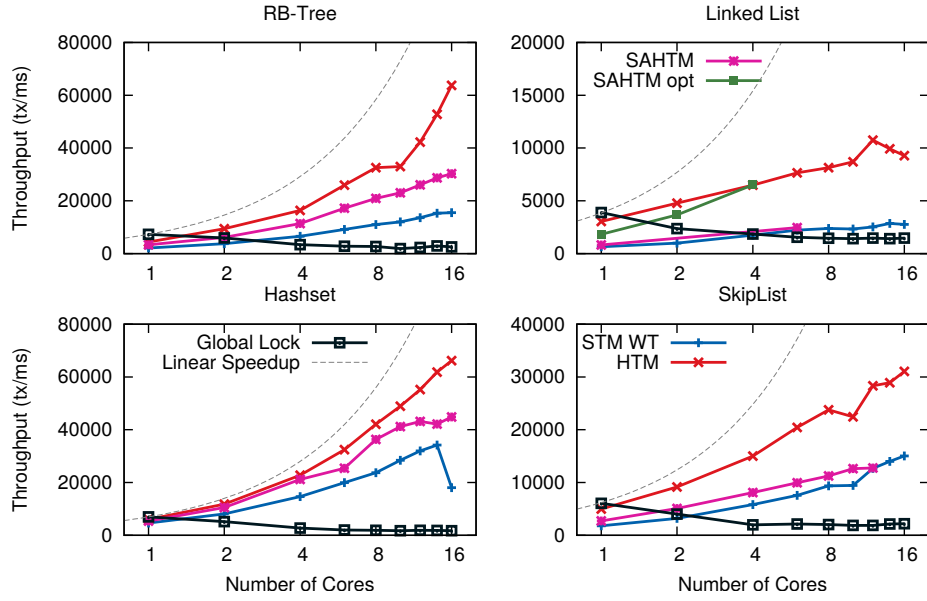 RB-Tree
Linked List
Throughput (tx/ms)
80000
60000
40000
20000
0
1 2 4 8 16
20000
15000
10000
5000
0
1 2 4 8 16
SAHTM
SAHTM opt
Hashset
SkipList
Throughput (tx/ms)
80000
60000
40000
20000
0
1 2 4 8 16
Global Lock
Linear Speedup
Number of Cores
40000
30000
20000
10000
0
1 2 4 8 16
STM WT
HTM
Number of Cores